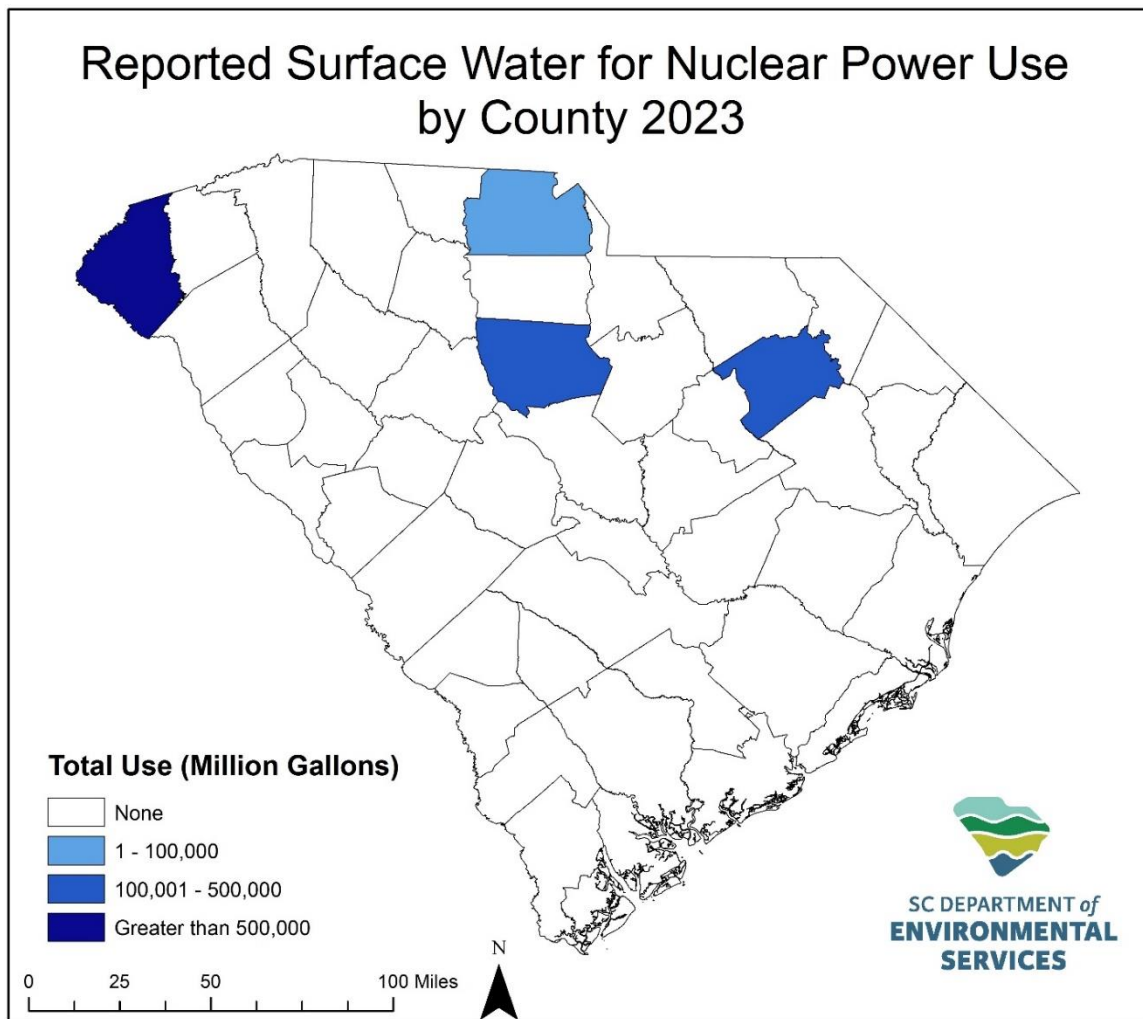 Reported Surface Water for Nuclear Power Use
by County 2023
Total Use (Million Gallons)
None
1 - 100,000
100,001 - 500,000
Greater than 500,000
0 25 50 100 Miles
N
SC DEPARTMENT of
ENVIRONMENTAL
SERVICES